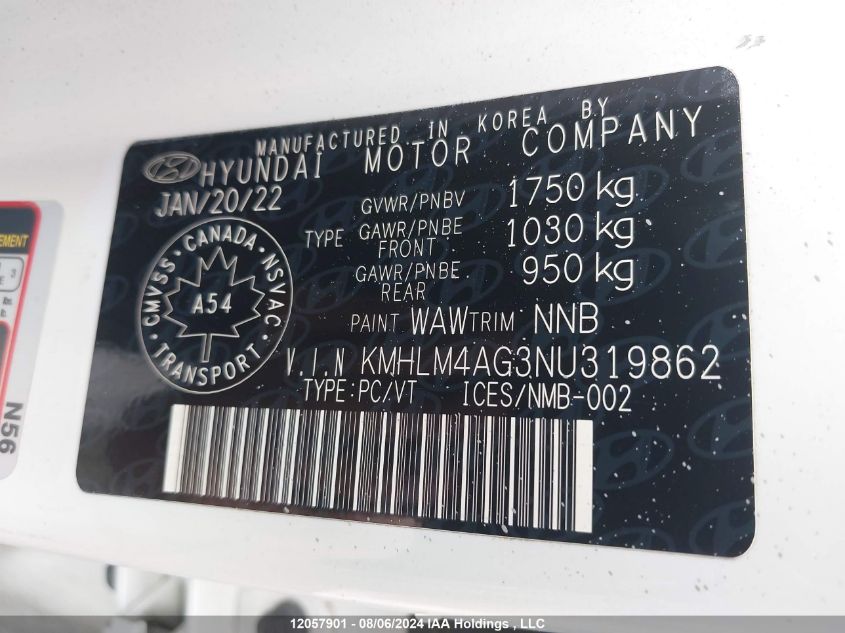 MANUFACTURED IN KOREA BY
HYUNDAI MOTOR COMPANY
JAN/20/22
GVWR/PNBV 1750 kg
TYPE GAWR/PNBE FRONT 1030 kg
GAWR/PNBE REAR 950 kg
CANADA • NSVAC • TRANSPORT • CMVSS •
A54
PAINT WAW TRIM NNB
V.I.N KMHLM4AG3NU319862
TYPE:PC/VT ICES/NMB-002
EMENT
E 3
N56
12057901 - 08/06/2024 IAA Holdings , LLC